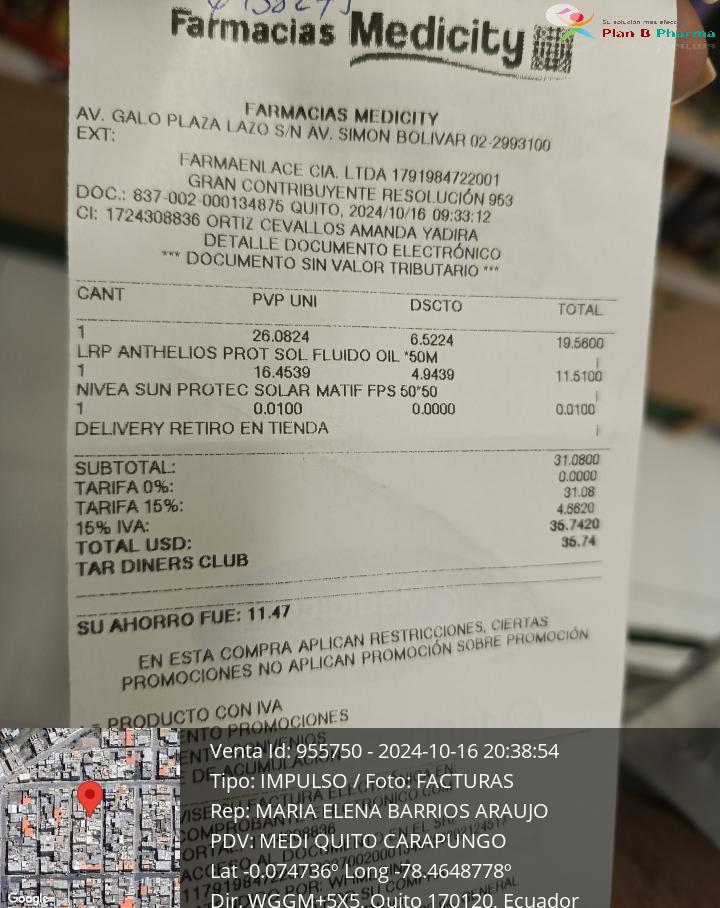 Farmacias Medicity
Su solución más efectiva
Plan B Pharma
FARMACIAS MEDICITY
AV. GALO PLAZA LAZO S/N AV. SIMON BOLIVAR 02-2993100
EXT:
FARMAENLACE CIA. LTDA 1791984722001
GRAN CONTRIBUYENTE RESOLUCIÓN 953
DOC.: 837-002-000134875 QUITO, 2024/10/16 09:33:12
CI: 1724308836 ORTIZ CEVALLOS AMANDA YADIRA
DETALLE DOCUMENTO ELECTRÓNICO
*** DOCUMENTO SIN VALOR TRIBUTARIO ***
CANT PVP UNI DSCTO TOTAL
1 26.0824 6.5224 19.5600
LRP ANTHELIOS PROT SOL FLUIDO OIL *50M
1 16.4539 4.9439 11.5100
NIVEA SUN PROTEC SOLAR MATIF FPS 50*50
1 0.0100 0.0000 0.0100
DELIVERY RETIRO EN TIENDA
SUBTOTAL: 31.0800
TARIFA 0%: 0.0000
TARIFA 15%: 31.08
15% IVA: 4.6620
TOTAL USD: 35.7420
TAR DINERS CLUB 35.74
SU AHORRO FUE: 11.47
EN ESTA COMPRA APLICAN RESTRICCIONES, CIERTAS
PROMOCIONES NO APLICAN PROMOCIÓN SOBRE PROMOCIÓN
= PRODUCTO CON IVA
PROMOCIONES
Venta Id: 955750 - 2024-10-16 20:38:54
Tipo: IMPULSO / Foto: FACTURAS
Rep: MARIA ELENA BARRIOS ARAUJO
PDV: MEDI QUITO CARAPUNGO
Lat -0.074736º Long -78.4648778º
Dir. WGGM+5X5, Quito 170120, Ecuador
Google